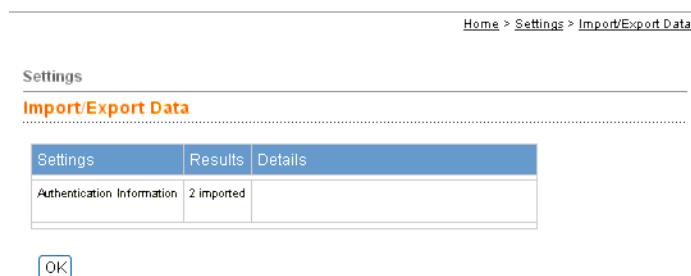 Home > Settings > Import/Export Data
Settings
Import/Export Data
Settings Results Details
Authentication Information 2 imported
OK